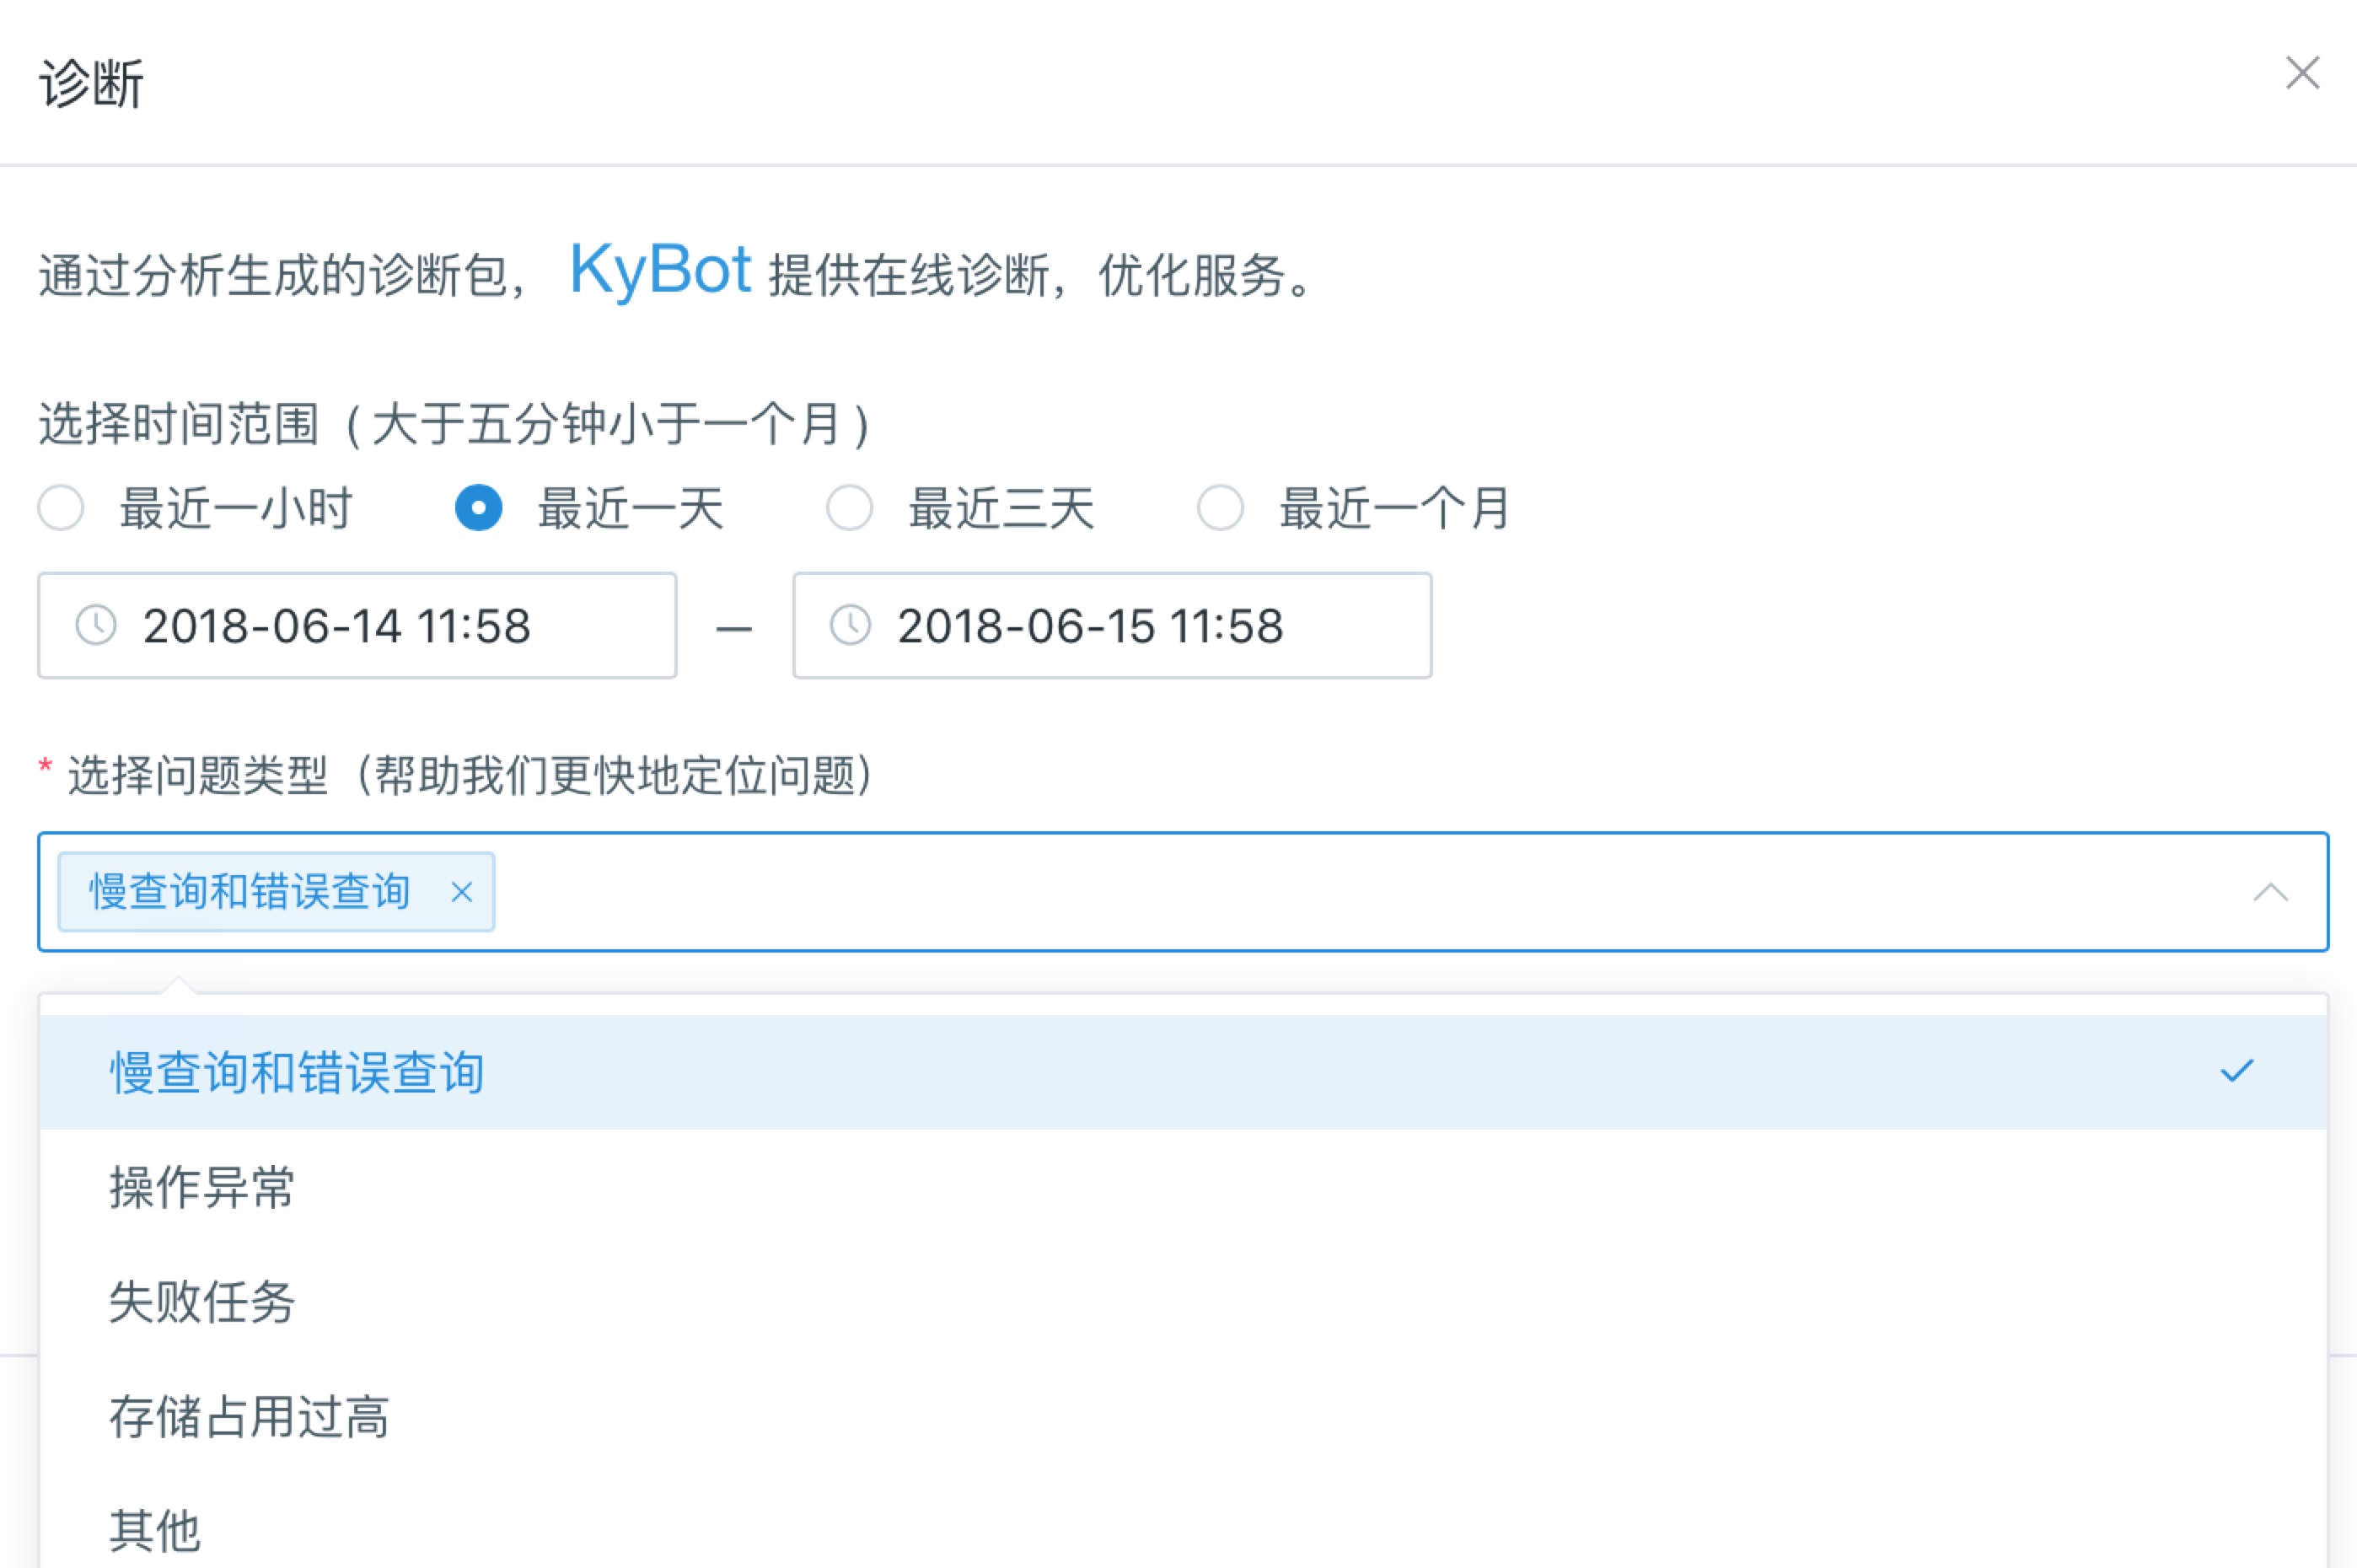 诊断
通过分析生成的诊断包， KyBot 提供在线诊断，优化服务。
选择时间范围（大于五分钟小于一个月）
最近一小时 最近一天 最近三天 最近一个月
2018-06-14 11:58 — 2018-06-15 11:58
* 选择问题类型（帮助我们更快地定位问题）
慢查询和错误查询
慢查询和错误查询
操作异常
失败任务
存储占用过高
其他